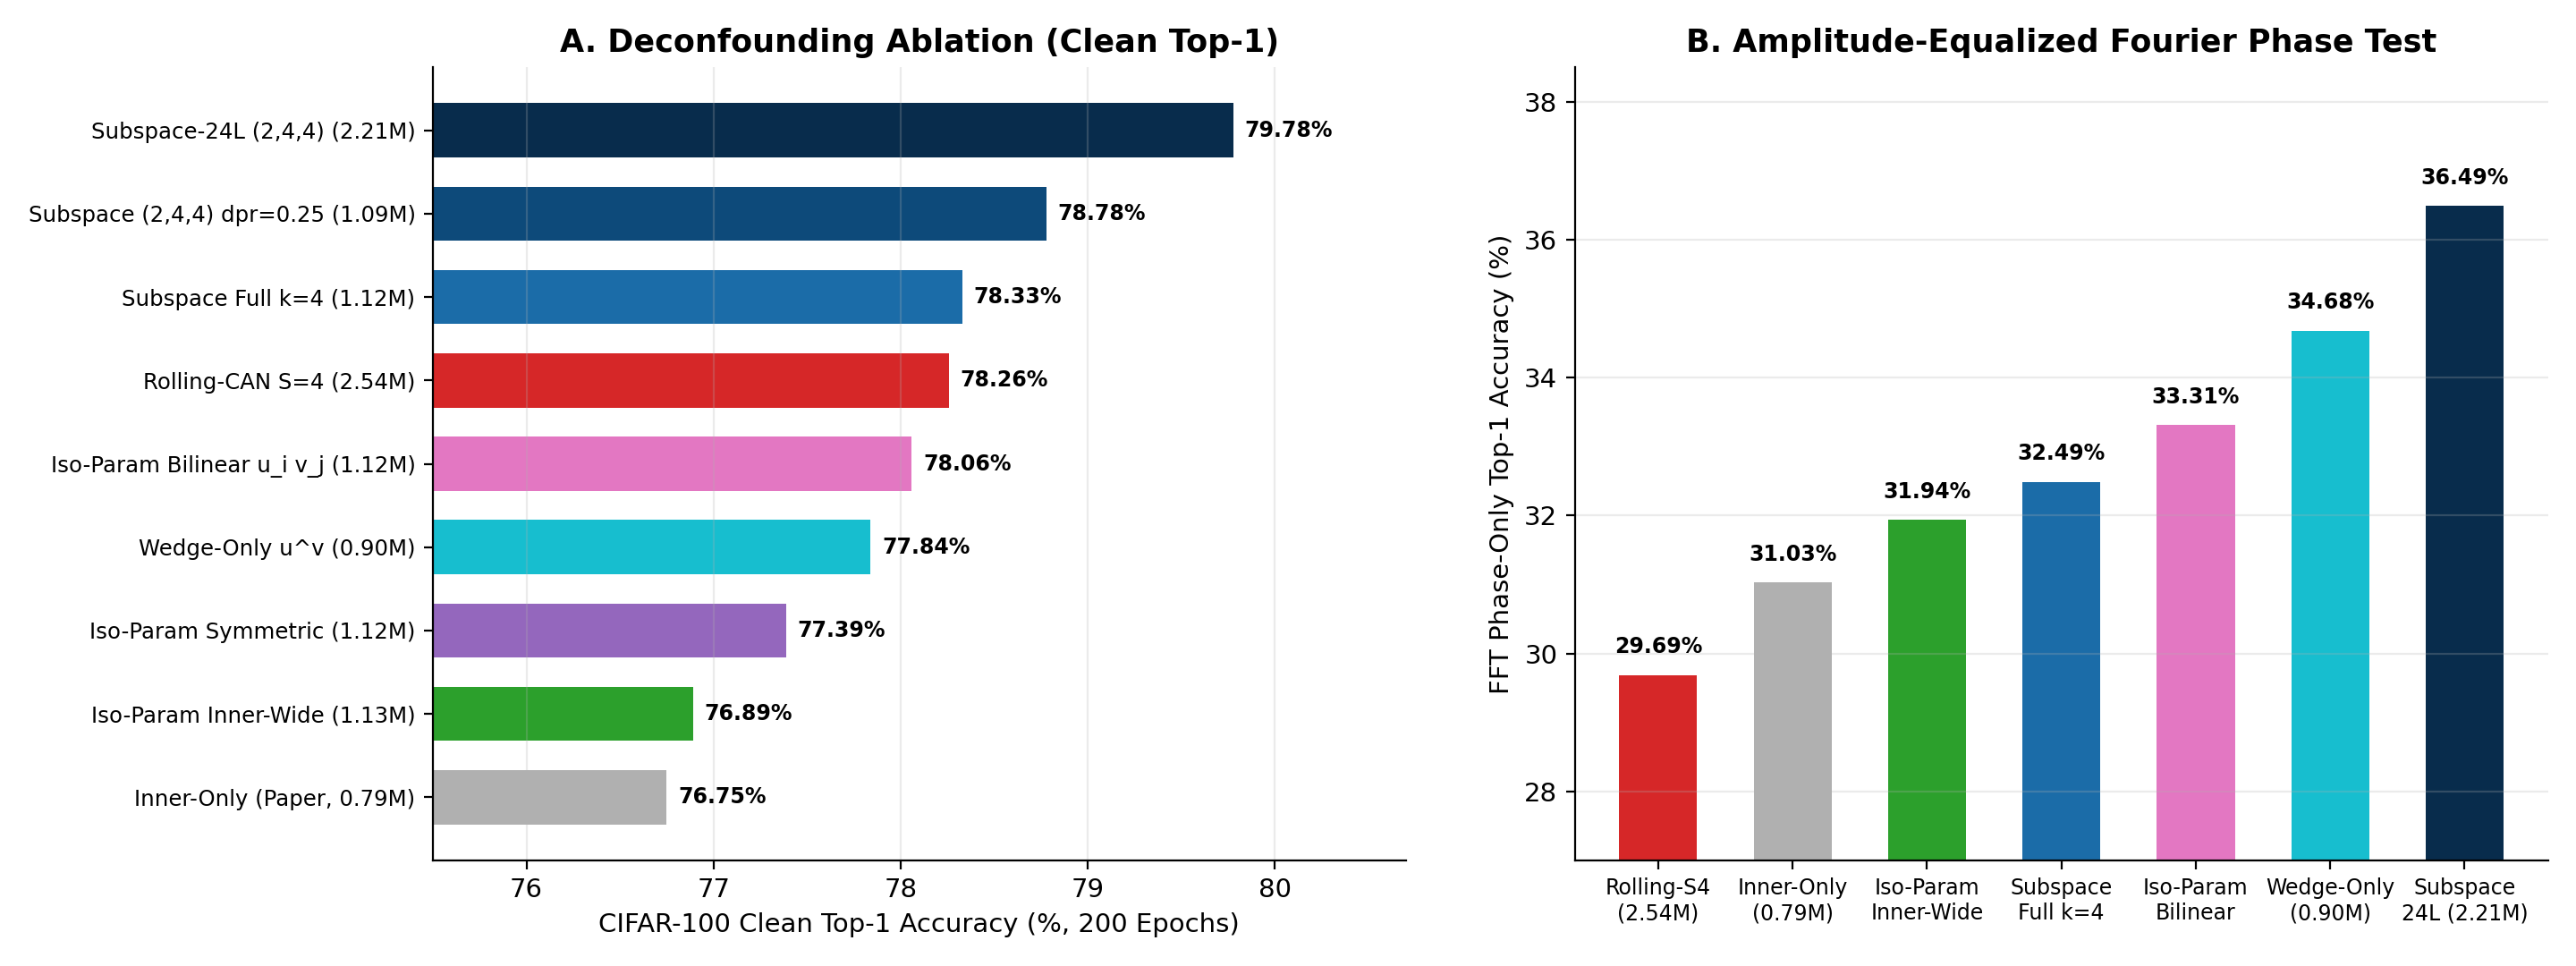 A. Deconfounding Ablation (Clean Top-1)
Subspace-24L (2,4,4) (2.21M)
79.78%
Subspace (2,4,4) dpr=0.25 (1.09M)
78.78%
Subspace Full k=4 (1.12M)
78.33%
Rolling-CAN S=4 (2.54M)
78.26%
Iso-Param Bilinear u_i v_j (1.12M)
78.06%
Wedge-Only u^v (0.90M)
77.84%
Iso-Param Symmetric (1.12M)
77.39%
Iso-Param Inner-Wide (1.13M)
76.89%
Inner-Only (Paper, 0.79M)
76.75%
76 77 78 79 80
CIFAR-100 Clean Top-1 Accuracy (%, 200 Epochs)
B. Amplitude-Equalized Fourier Phase Test
FFT Phase-Only Top-1 Accuracy (%)
38
36
34
32
30
28
29.69%
31.03%
31.94%
32.49%
33.31%
34.68%
36.49%
Rolling-S4
(2.54M)
Inner-Only
(0.79M)
Iso-Param
Inner-Wide
Subspace
Full k=4
Iso-Param
Bilinear
Wedge-Only
(0.90M)
Subspace
24L (2.21M)